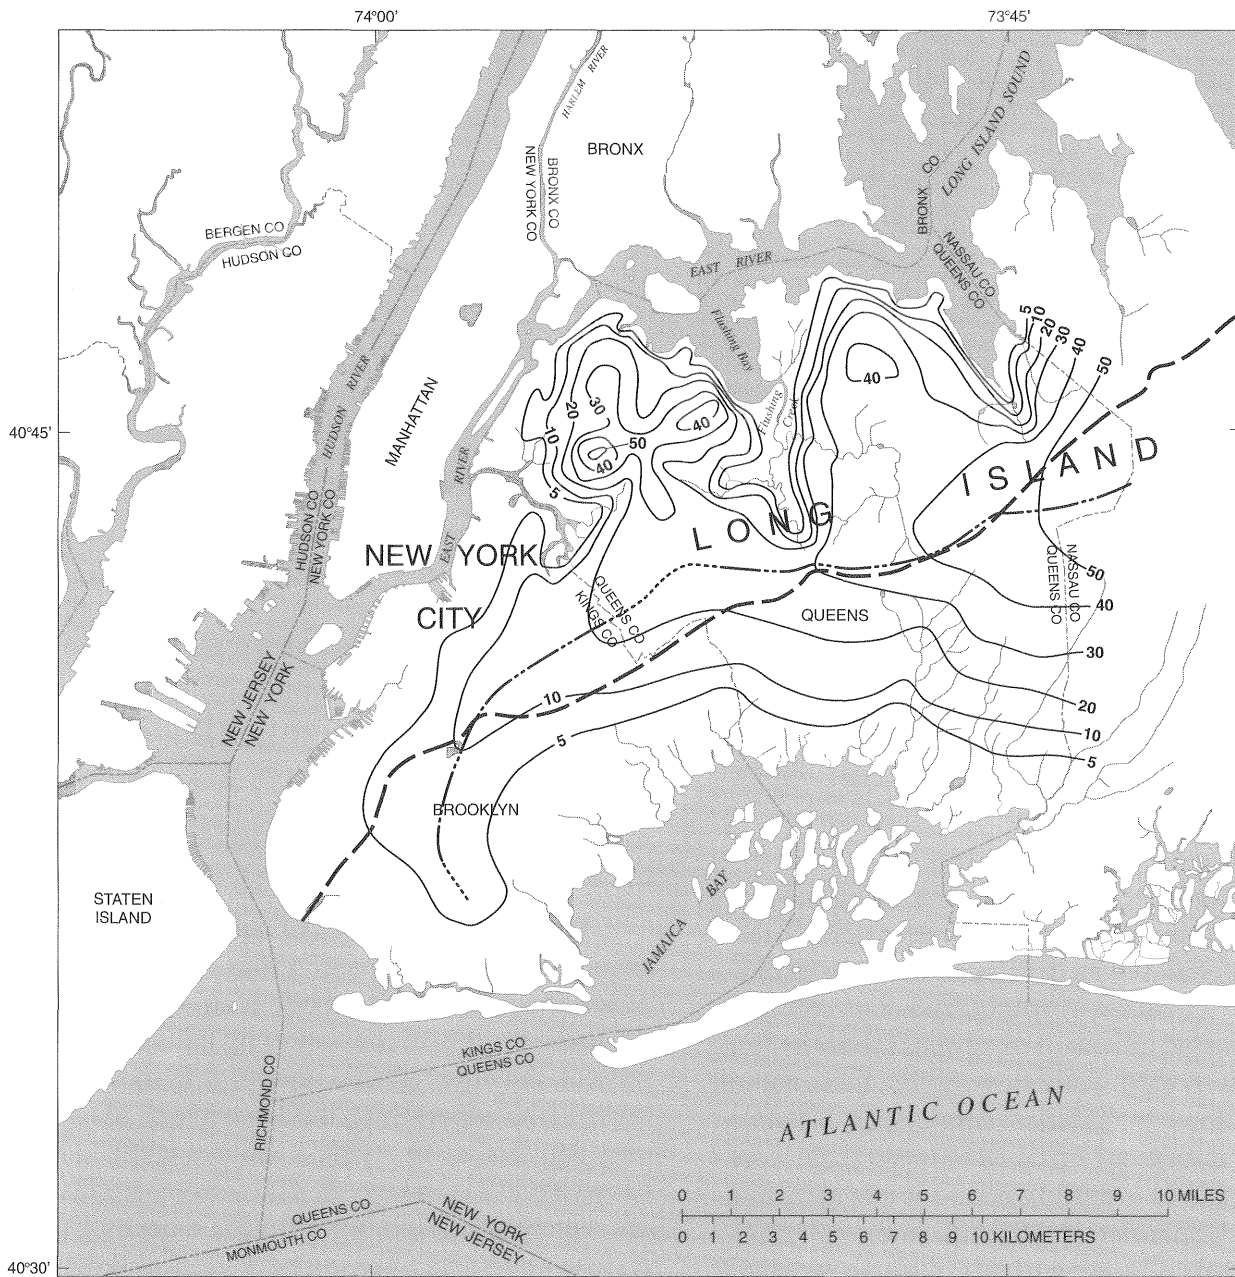 74°00'
73°45'
HARLEM RIVER
BRONX
NEW YORK CO
BRONX CO
BRONX CO
LONG ISLAND SOUND
BERGEN CO
HUDSON CO
NASSAU CO
QUEENS CO
EAST RIVER
Flushing Bay
5
10
20
30
40
50
HUDSON RIVER
MANHATTAN
40
20
30
10
40
50
40
Flushing Creek
40°45'
EAST RIVER
5
HUDSON CO
NEW YORK CO
LONG ISLAND
NEW YORK
CITY
QUEENS CO
KINGS CO
QUEENS
NASSAU CO
QUEENS CO
50
40
30
20
10
5
NEW JERSEY
NEW YORK
10
5
BROOKLYN
STATEN
ISLAND
JAMAICA BAY
KINGS CO
QUEENS CO
RICHMOND CO
ATLANTIC OCEAN
0 1 2 3 4 5 6 7 8 9 10 MILES
0 1 2 3 4 5 6 7 8 9 10 KILOMETERS
QUEENS CO
MONMOUTH CO
NEW YORK
NEW JERSEY
40°30'